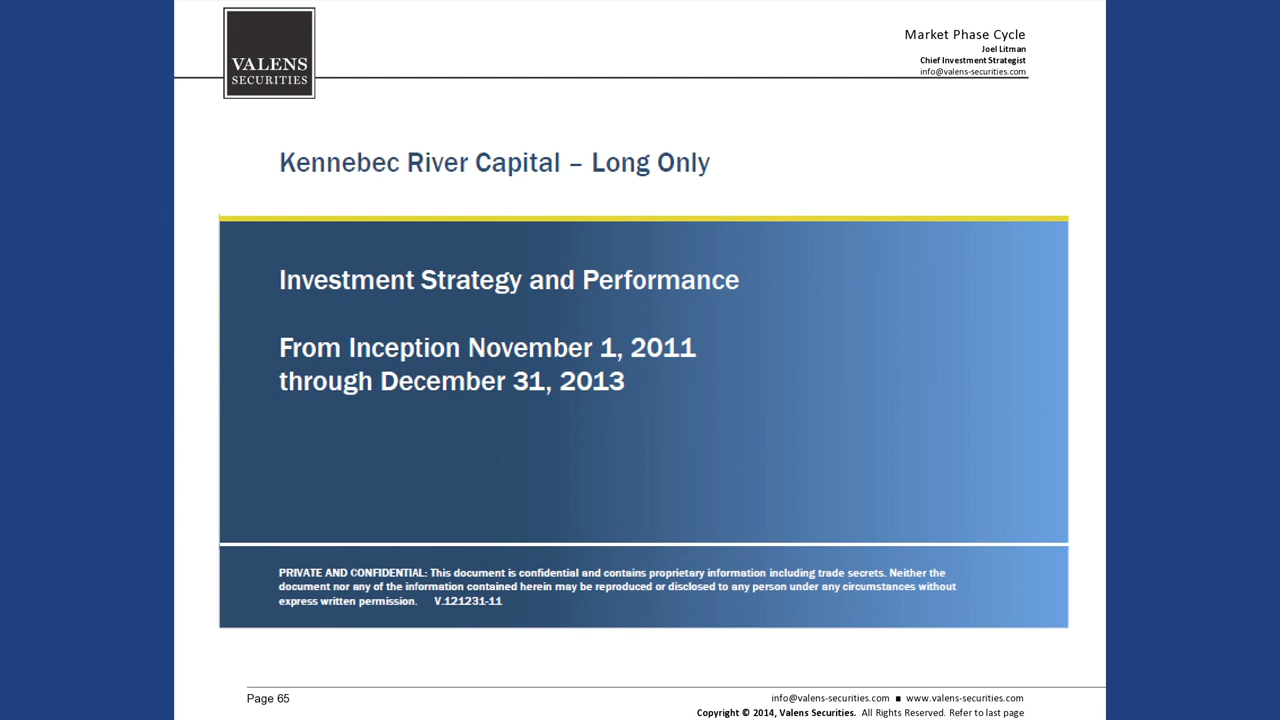 VALENS
SECURITIES
Market Phase Cycle
Joel Litman
Chief Investment Strategist
info@valens-securities.com
Kennebec River Capital – Long Only
Investment Strategy and Performance
From Inception November 1, 2011
through December 31, 2013
PRIVATE AND CONFIDENTIAL: This document is confidential and contains proprietary information including trade secrets. Neither the
document nor any of the information contained herein may be reproduced or disclosed to any person under any circumstances without
express written permission. V.121231-11
Page 65
info@valens-securities.com ■ www.valens-securities.com
Copyright © 2014, Valens Securities. All Rights Reserved. Refer to last page